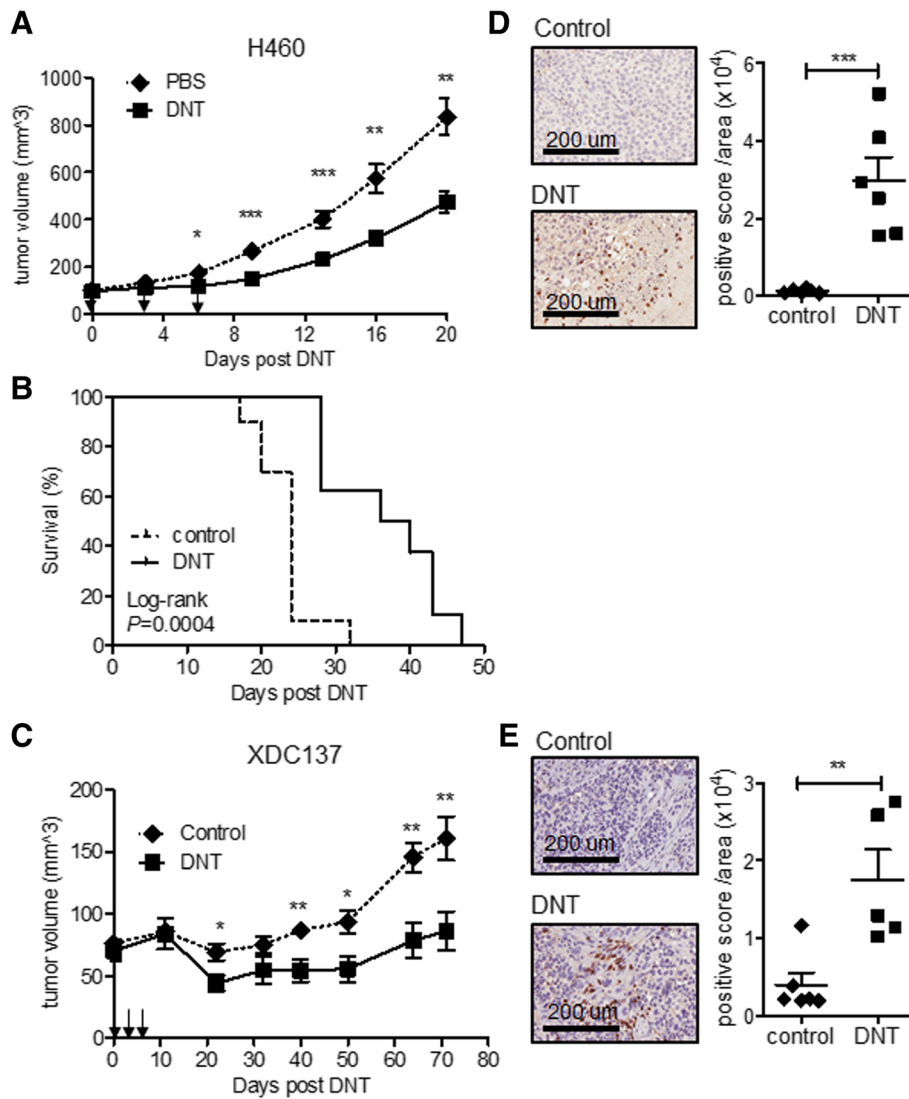 A
H460
PBS
DNT
tumor volume (mm^3)
1000
800
600
400
200
0
*
***
***
**
**
0 4 8 12 16 20
Days post DNT
B
Survival (%)
100
80
60
40
20
0
control
DNT
Log-rank
P=0.0004
0 10 20 30 40 50
Days post DNT
C
XDC137
Control
DNT
tumor volume (mm^3)
200
150
100
50
0
*
**
*
**
**
0 10 20 30 40 50 60 70 80
Days post DNT
D
Control
200 um
DNT
200 um
positive score /area (x10⁴)
6
4
2
0
***
control DNT
E
Control
200 um
DNT
200 um
positive score /area (x10⁴)
3
2
1
0
**
control DNT